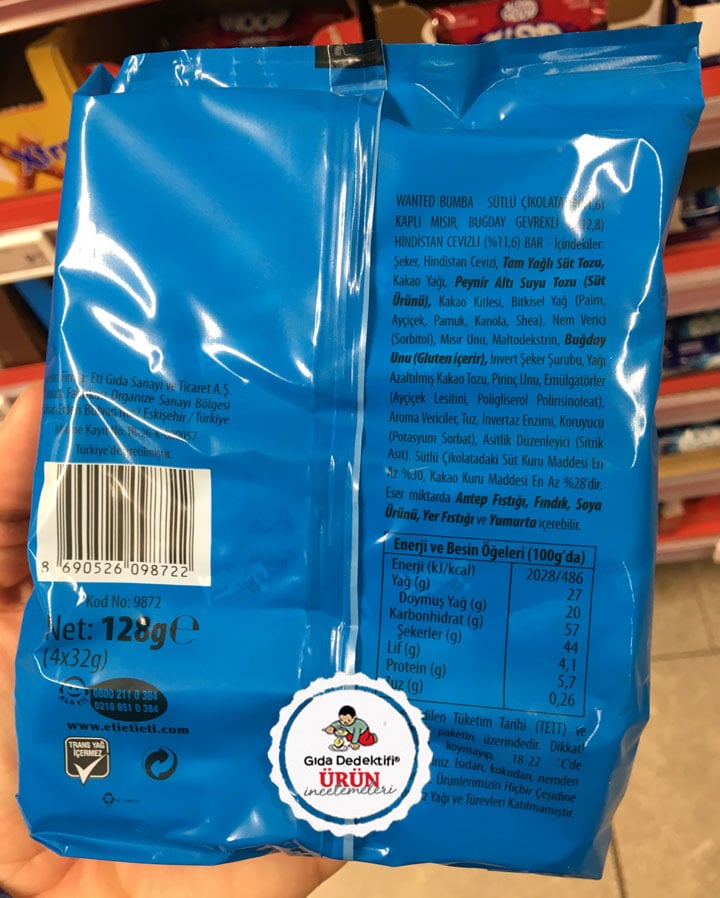 WANTED BUMBA - SÜTLÜ ÇİKOLATA
KAPLI MISIR, BUĞDAY GEVREKLİ
HİNDİSTAN CEVİZLİ (%11,6) BAR - İçindekiler:
Şeker, Hindistan Cevizi, Tam Yağlı Süt Tozu,
Kakao Yağı, Peynir Altı Suyu Tozu (Süt
Ürünü), Kakao Kitlesi, Bitkisel Yağ (Palm,
Ayçiçek, Pamuk, Kanola, Shea), Nem Verici
(Sorbitol), Mısır Unu, Maltodekstrin, Buğday
Unu (Gluten içerir), İnvert Şeker Şurubu, Yağı
Azaltılmış Kakao Tozu, Pirinç Unu, Emülgatörler
(Ayçiçek Lesitini, Poligliserol Polirisinoleat),
Aroma Vericiler, Tuz, İnvertaz Enzimi, Koruyucu
(Potasyum Sorbat), Asitlik Düzenleyici (Sitrik
Asit). Sütlü Çikolatadaki Süt Kuru Maddesi En
Az %30, Kakao Kuru Maddesi En Az %28'dir.
Eser miktarda Antep Fıstığı, Fındık, Soya
Ürünü, Yer Fıstığı ve Yumurta içerebilir.
Enerji ve Besin Öğeleri (100g'da)
Enerji (kJ/kcal) 2028/486
Yağ (g) 27
Doymuş Yağ (g) 20
Karbonhidrat (g) 57
Şekerler (g) 44
Lif (g) 4,1
Protein (g) 5,7
Tuz (g) 0,26
Tüketim Tarihi (TETT) ve
paketin üzerindedir. Dikkat!
koymayıp, 18-22 °C'de
Isıdan, kokudan, nemden
Ürünlerimizin Hiçbir Çeşidine
Yağı ve Türevleri Katılmamıştır.
Eti Gıda Sanayi ve Ticaret A.Ş.
Organize Sanayi Bölgesi
Eskişehir / Türkiye
Kayıt No: TR-26-K-000057
Türkiye'de üretilmiştir.
8 690526 098722
Kod No: 9872
Net: 128g℮
(4x32g)
0800 211 0 384
0216 651 0 384
www.etietieti.com
TRANS YAĞ
İÇERMEZ
Gıda Dedektifi®
ÜRÜN
incelemeleri